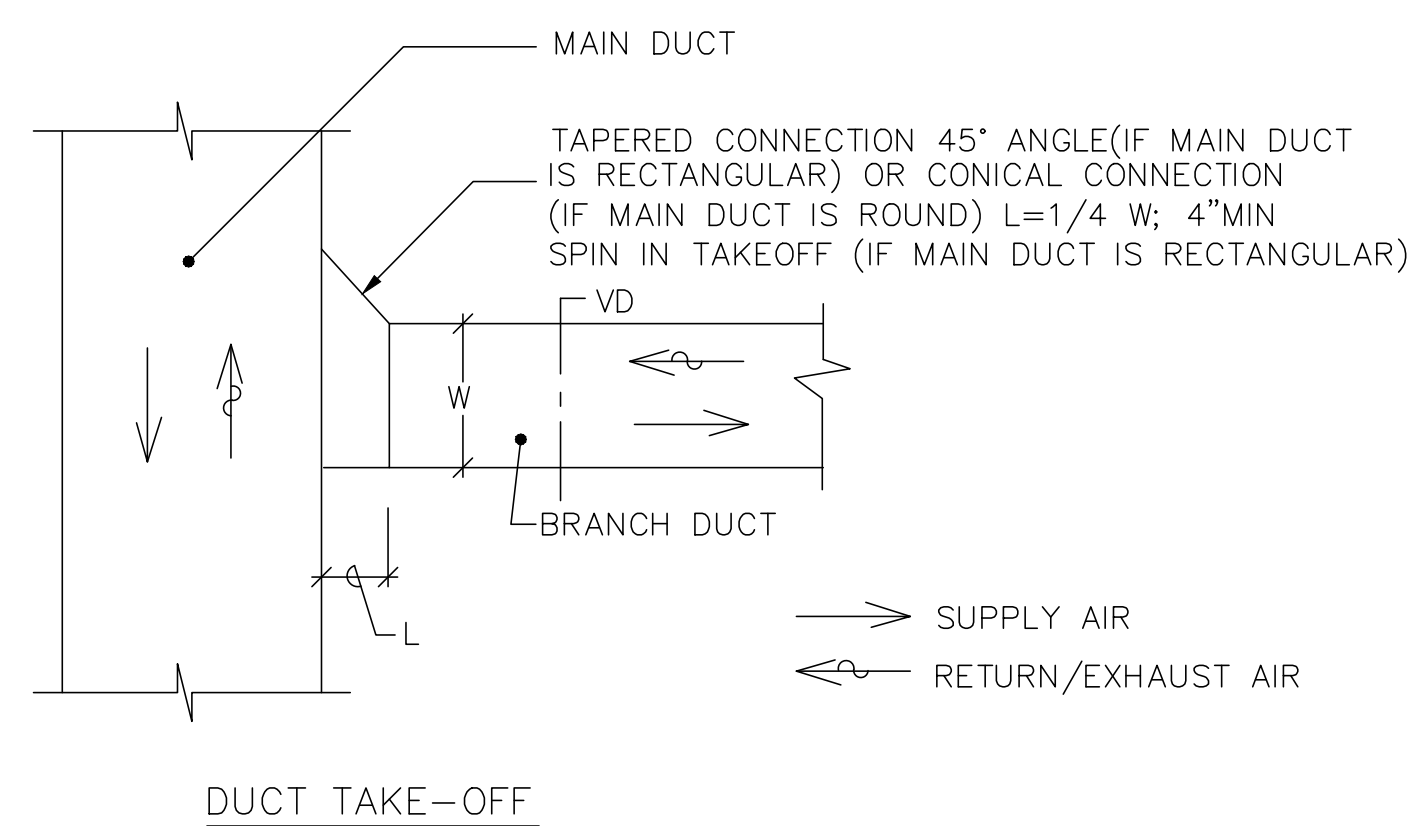 MAIN DUCT
TAPERED CONNECTION 45° ANGLE(IF MAIN DUCT
IS RECTANGULAR) OR CONICAL CONNECTION
(IF MAIN DUCT IS ROUND) L=1/4 W; 4”MIN
SPIN IN TAKEOFF (IF MAIN DUCT IS RECTANGULAR)
VD
W
BRANCH DUCT
L
SUPPLY AIR
RETURN/EXHAUST AIR
DUCT TAKE-OFF